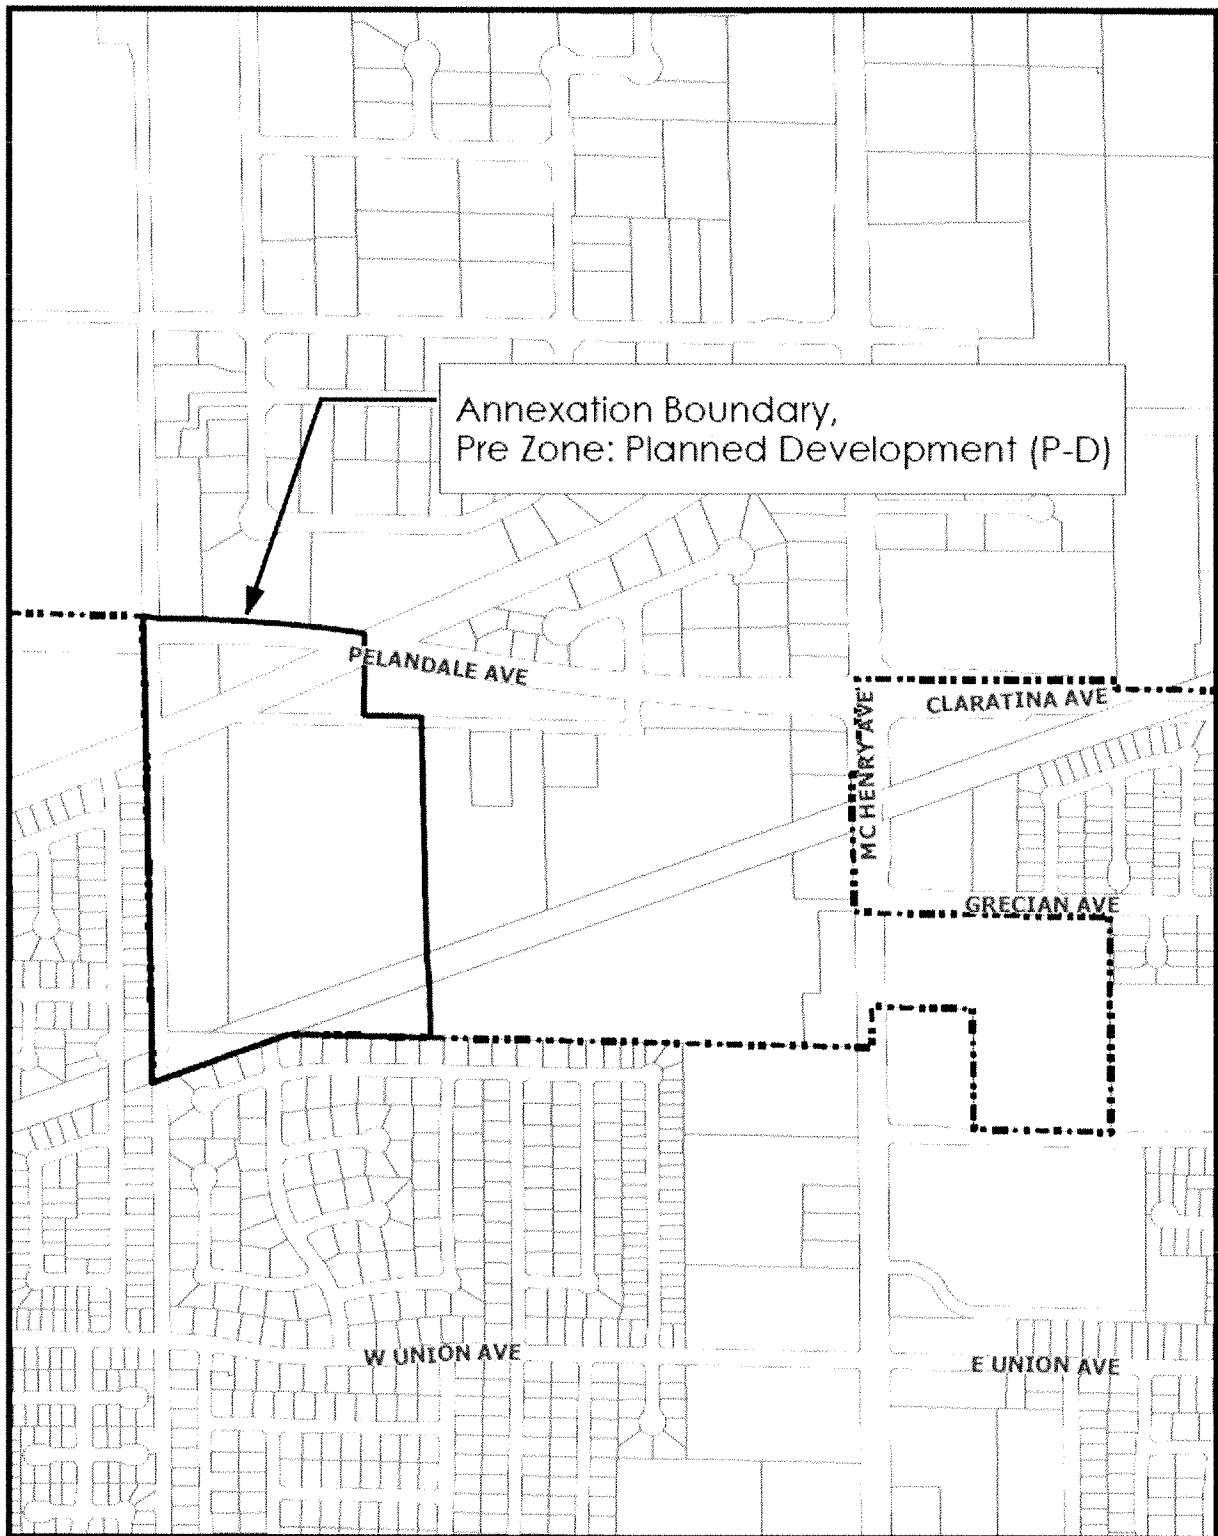 Annexation Boundary,
Pre Zone: Planned Development (P-D)
PELANDALE AVE
CLARATINA AVE
MC HENRY AVE
GRECIAN AVE
W UNION AVE
E UNION AVE